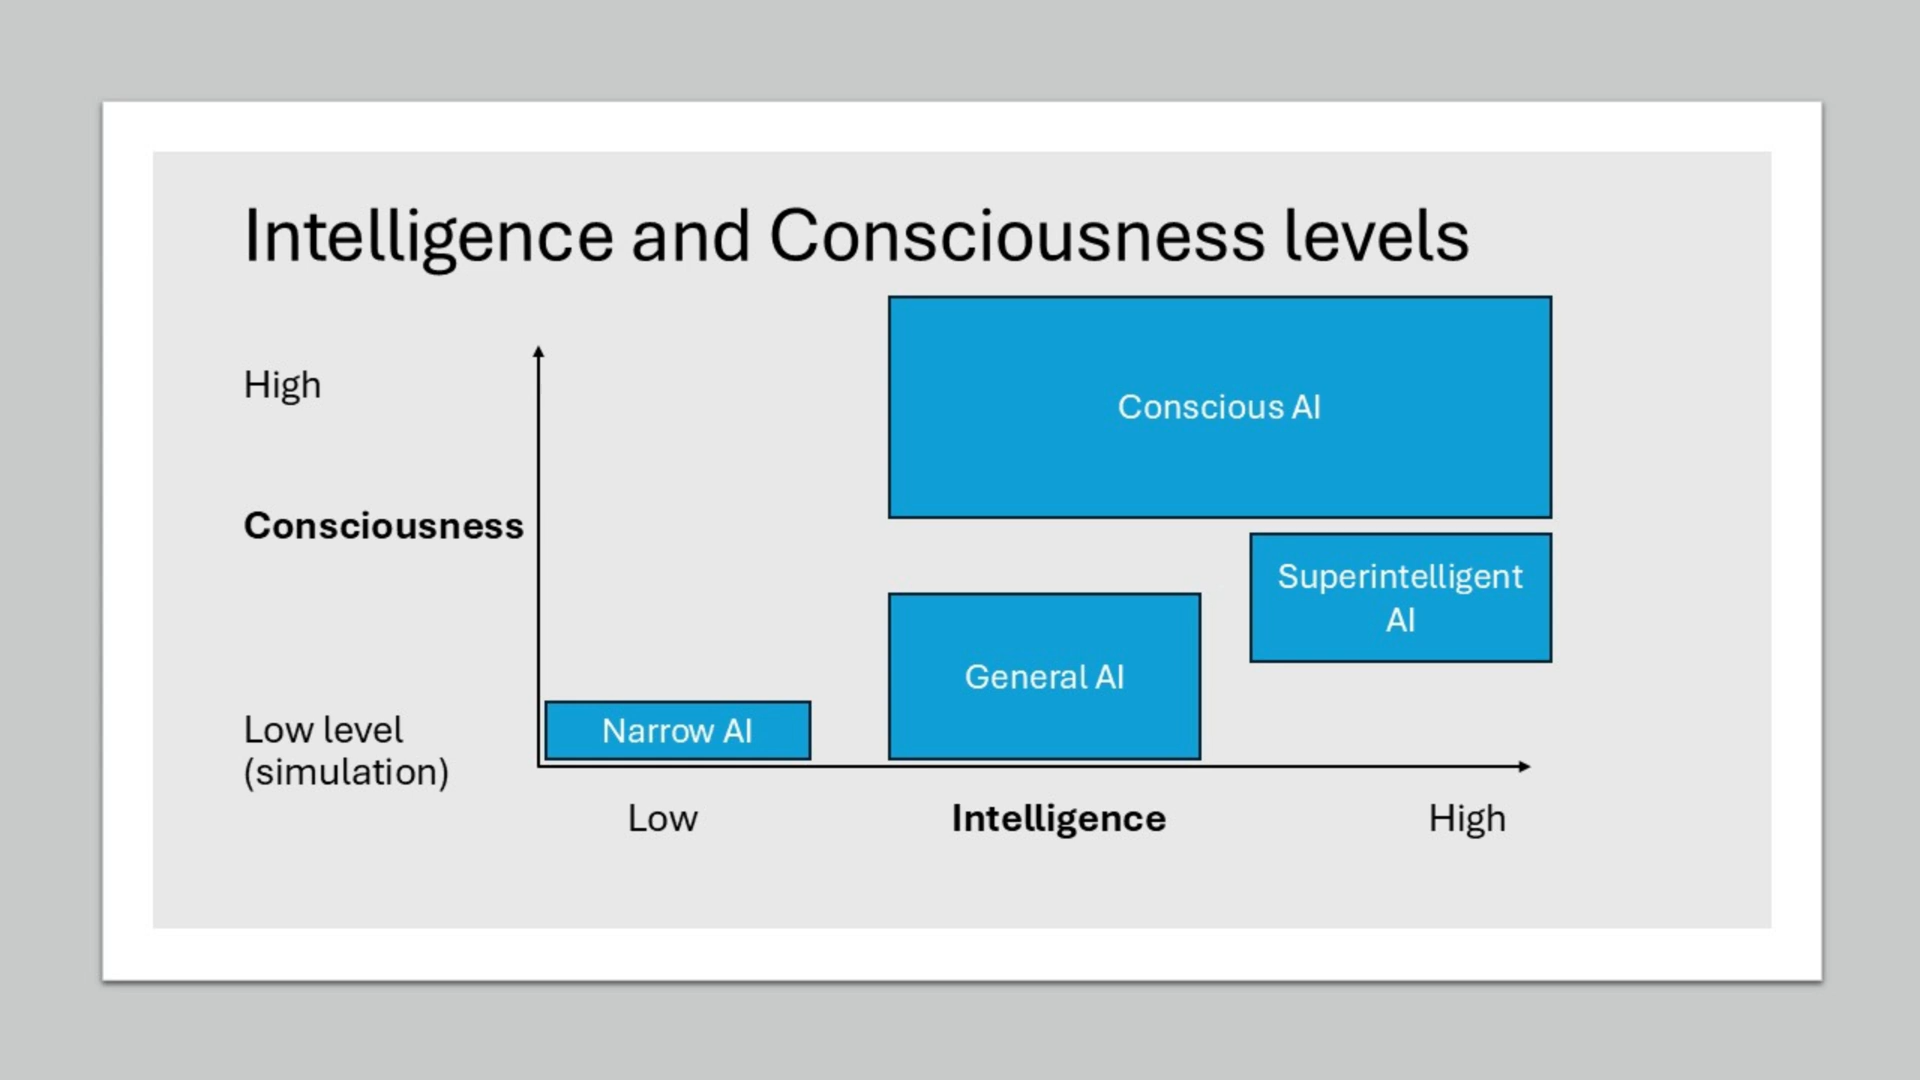 Intelligence and Consciousness levels
High
Conscious AI
Consciousness
Superintelligent
AI
General AI
Low level
(simulation)
Narrow AI
Low
Intelligence
High